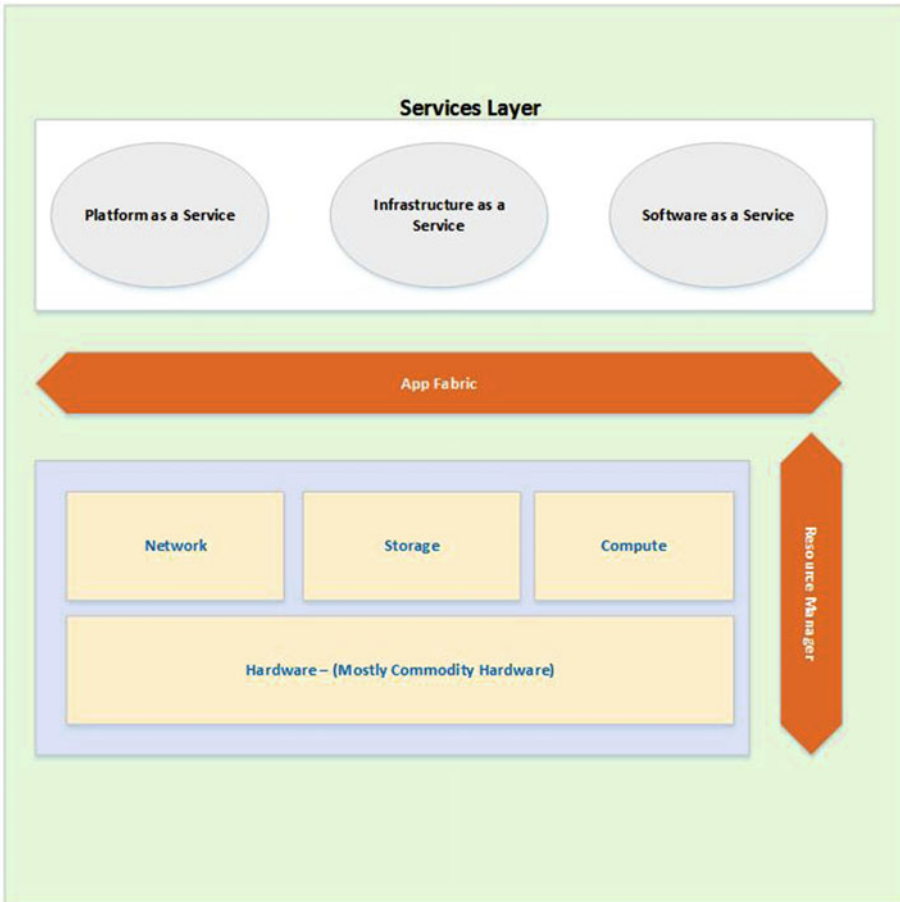 Services Layer
Platform as a Service
Infrastructure as a
Service
Software as a Service
App Fabric
Network
Storage
Compute
Resource Manager
Hardware – (Mostly Commodity Hardware)